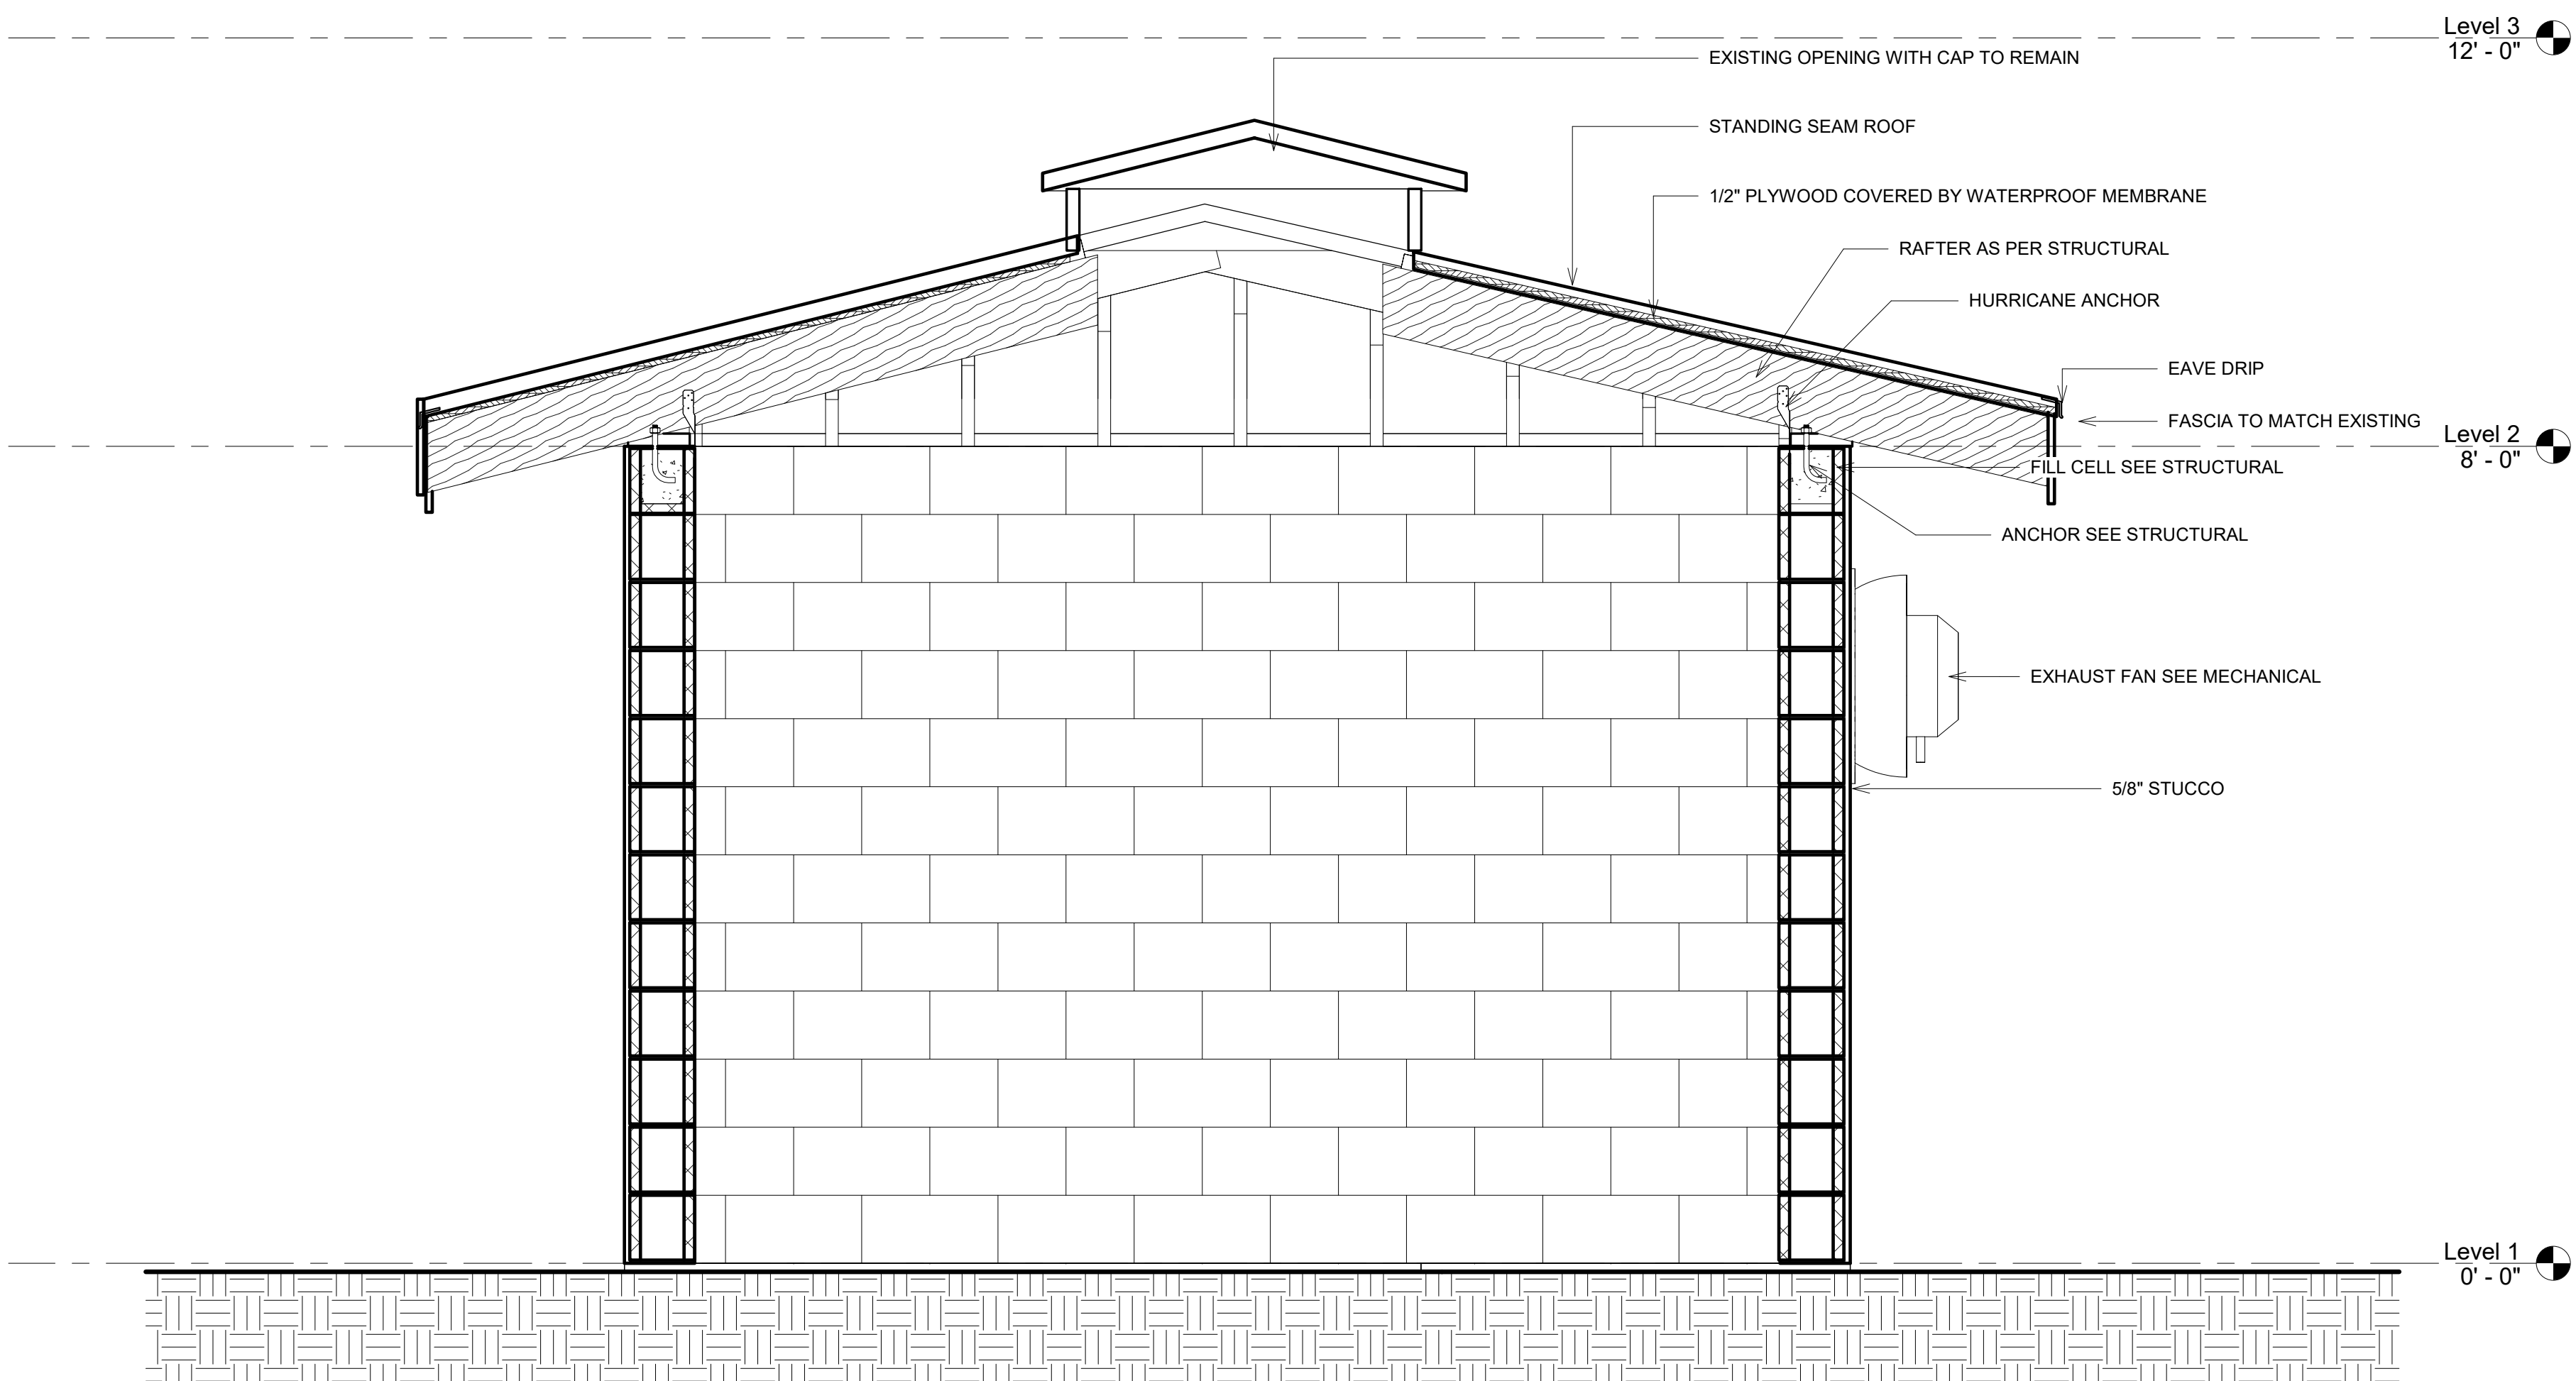 Level 3
12' - 0"
EXISTING OPENING WITH CAP TO REMAIN
STANDING SEAM ROOF
1/2" PLYWOOD COVERED BY WATERPROOF MEMBRANE
RAFTER AS PER STRUCTURAL
HURRICANE ANCHOR
EAVE DRIP
FASCIA TO MATCH EXISTING
Level 2
8' - 0"
FILL CELL SEE STRUCTURAL
ANCHOR SEE STRUCTURAL
EXHAUST FAN SEE MECHANICAL
5/8" STUCCO
Level 1
0' - 0"